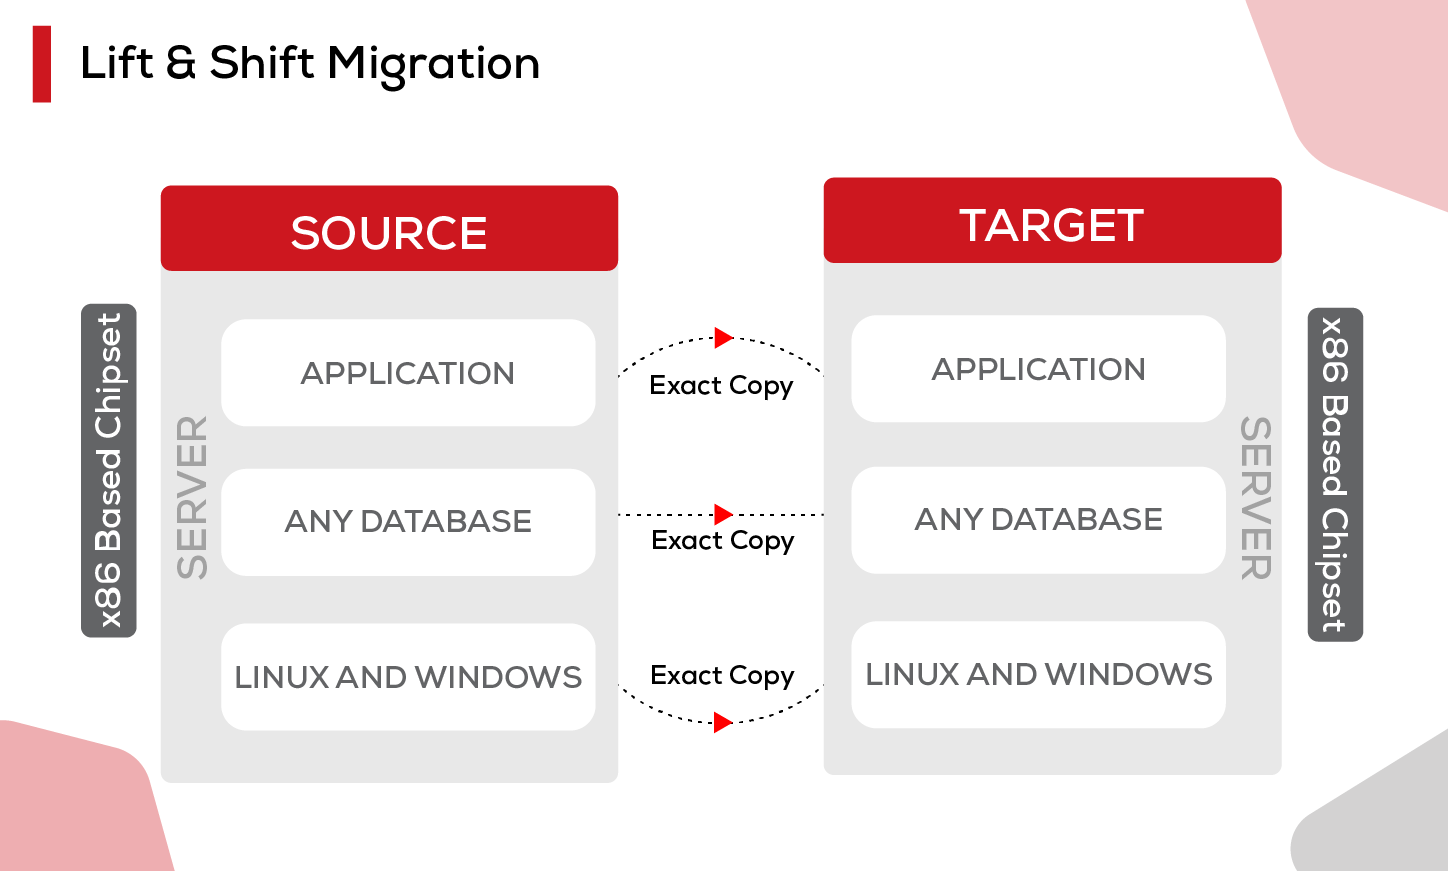 Lift & Shift Migration
SOURCE
x86 Based Chipset
SERVER
APPLICATION
ANY DATABASE
LINUX AND WINDOWS
Exact Copy
Exact Copy
Exact Copy
TARGET
APPLICATION
ANY DATABASE
LINUX AND WINDOWS
SERVER
x86 Based Chipset